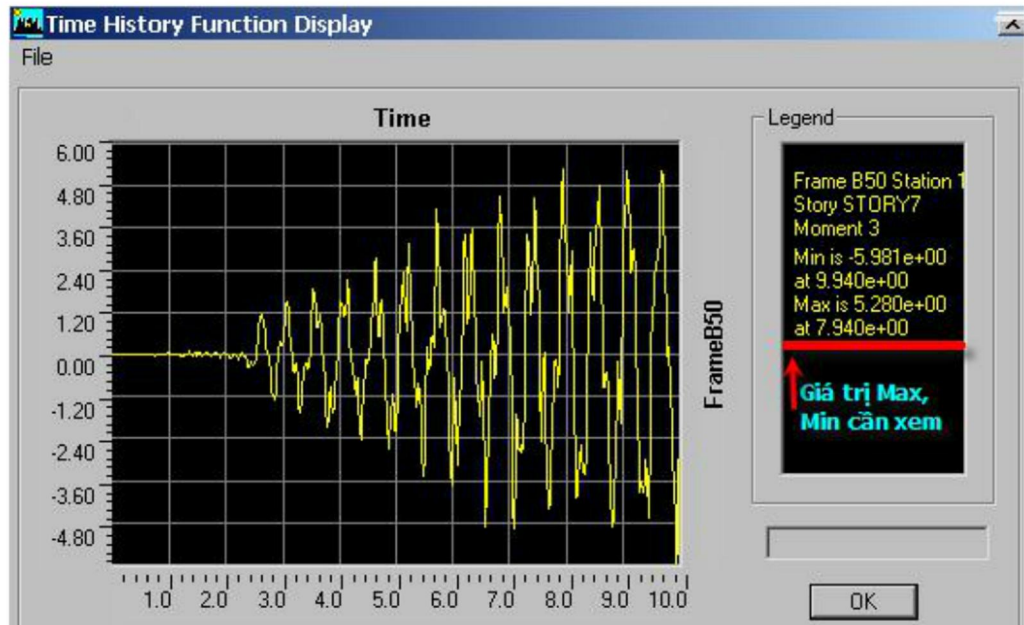 Time History Function Display
File
Time
6.00
4.80
3.60
2.40
1.20
0.00
-1.20
-2.40
-3.60
-4.80
1.0 2.0 3.0 4.0 5.0 6.0 7.0 8.0 9.0 10.0
FrameB50
Legend
Frame B50 Station 1
Story STORY7
Moment 3
Min is -5.981e+00
at 9.940e+00
Max is 5.280e+00
at 7.940e+00
Giá trị Max,
Min cần xem
OK